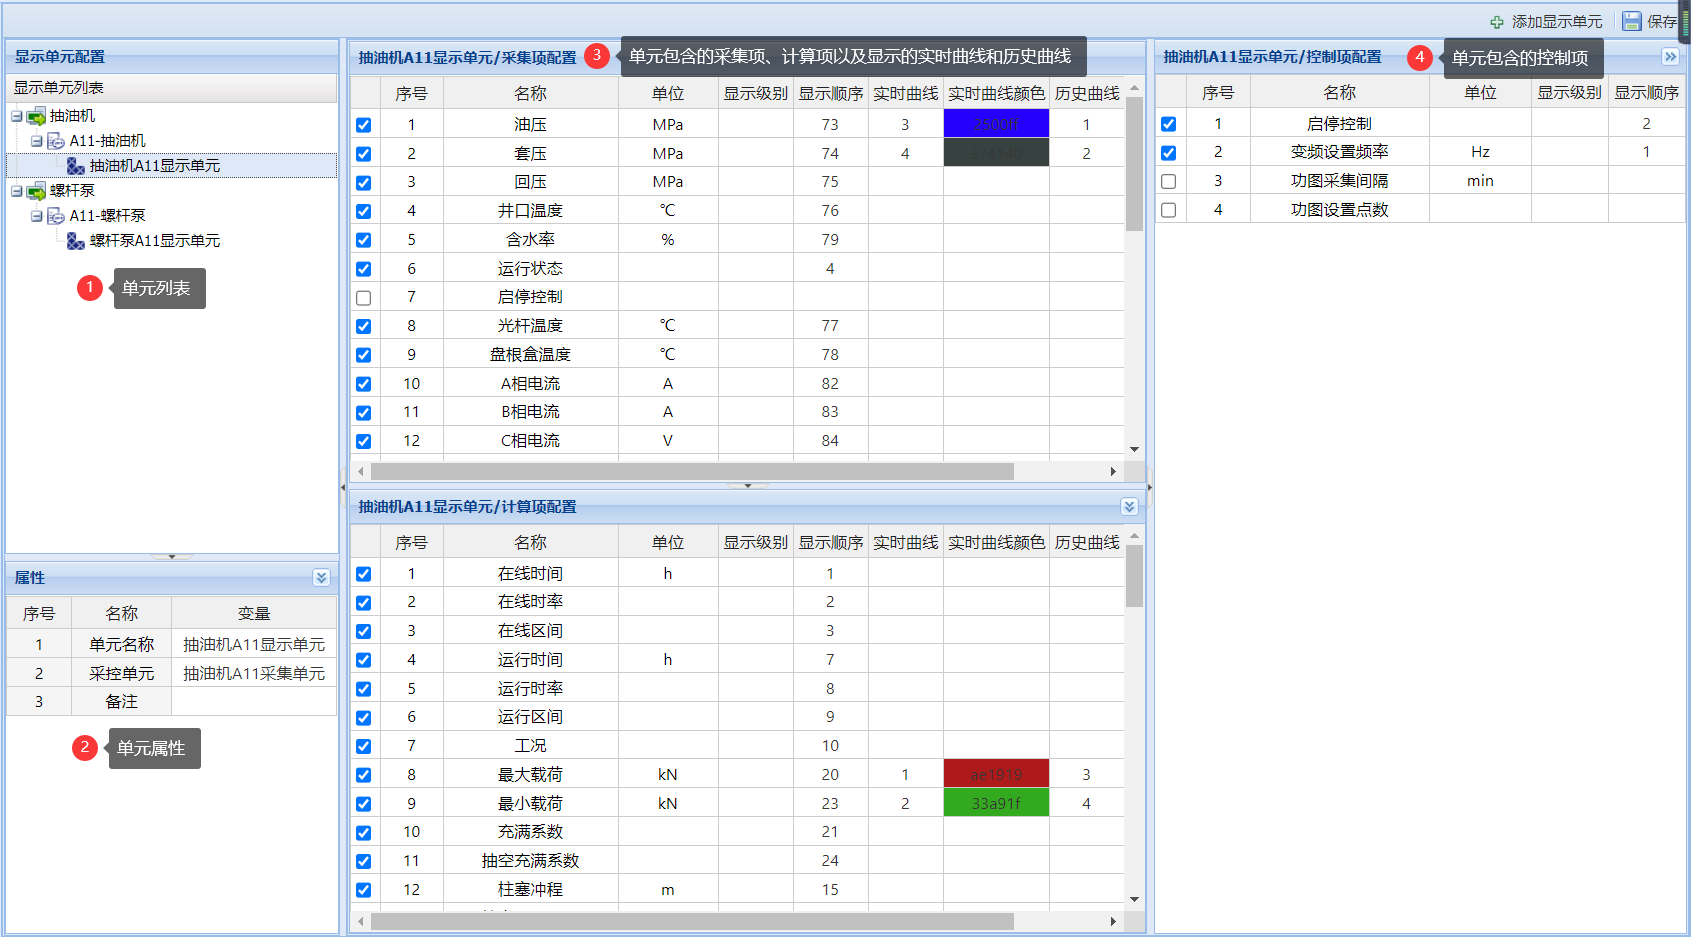 添加显示单元 保存
显示单元配置
显示单元列表
抽油机
A11-抽油机
抽油机A11显示单元
螺杆泵
A11-螺杆泵
螺杆泵A11显示单元
1 单元列表
属性
序号 名称 变量
1 单元名称 抽油机A11显示单元
2 采控单元 抽油机A11采集单元
3 备注
2 单元属性
抽油机A11显示单元/采集项配置 3 单元包含的采集项、计算项以及显示的实时曲线和历史曲线
序号 名称 单位 显示级别 显示顺序 实时曲线 实时曲线颜色 历史曲线
1 油压 MPa 73 3 2500ff 1
2 套压 MPa 74 4 2
3 回压 MPa 75
4 井口温度 ℃ 76
5 含水率 % 79
6 运行状态 4
7 启停控制
8 光杆温度 ℃ 77
9 盘根盒温度 ℃ 78
10 A相电流 A 82
11 B相电流 A 83
12 C相电流 V 84
抽油机A11显示单元/计算项配置
序号 名称 单位 显示级别 显示顺序 实时曲线 实时曲线颜色 历史曲线
1 在线时间 h 1
2 在线时率 2
3 在线区间 3
4 运行时间 h 7
5 运行时率 8
6 运行区间 9
7 工况 10
8 最大载荷 kN 20 1 ae1919 3
9 最小载荷 kN 23 2 33a91f 4
10 充满系数 21
11 抽空充满系数 24
12 柱塞冲程 m 15
抽油机A11显示单元/控制项配置 4 单元包含的控制项
序号 名称 单位 显示级别 显示顺序
1 启停控制 2
2 变频设置频率 Hz 1
3 功图采集间隔 min
4 功图设置点数